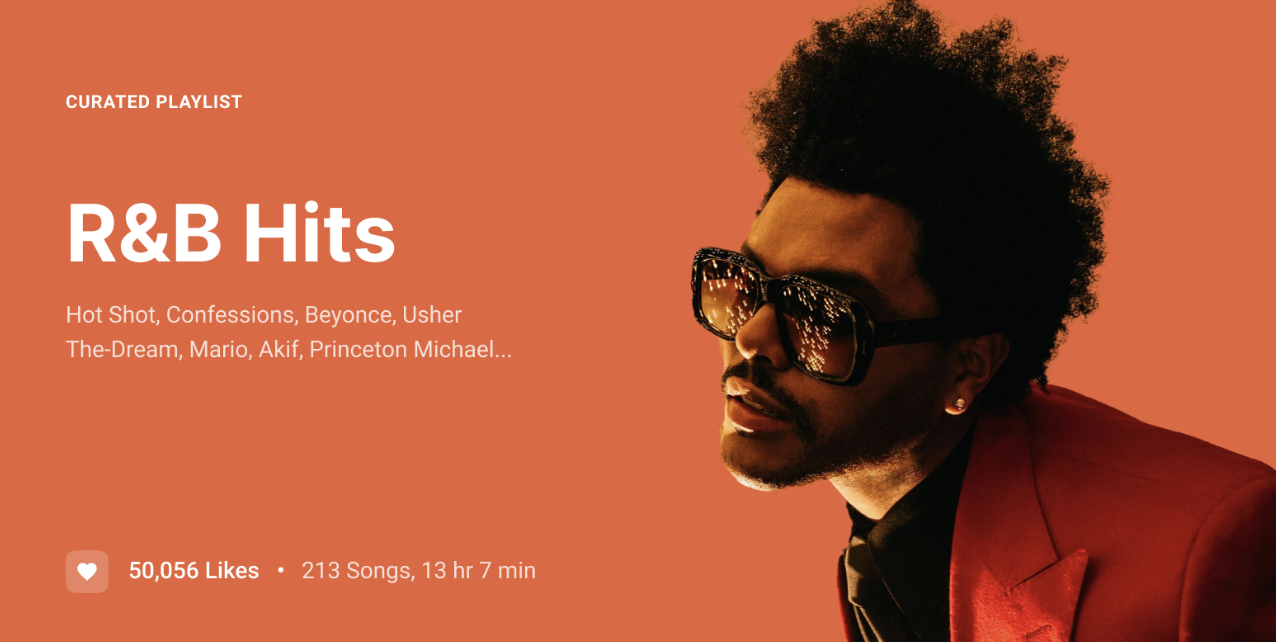 CURATED PLAYLIST
R&B Hits
Hot Shot, Confessions, Beyonce, Usher
The-Dream, Mario, Akif, Princeton Michael...
50,056 Likes • 213 Songs, 13 hr 7 min